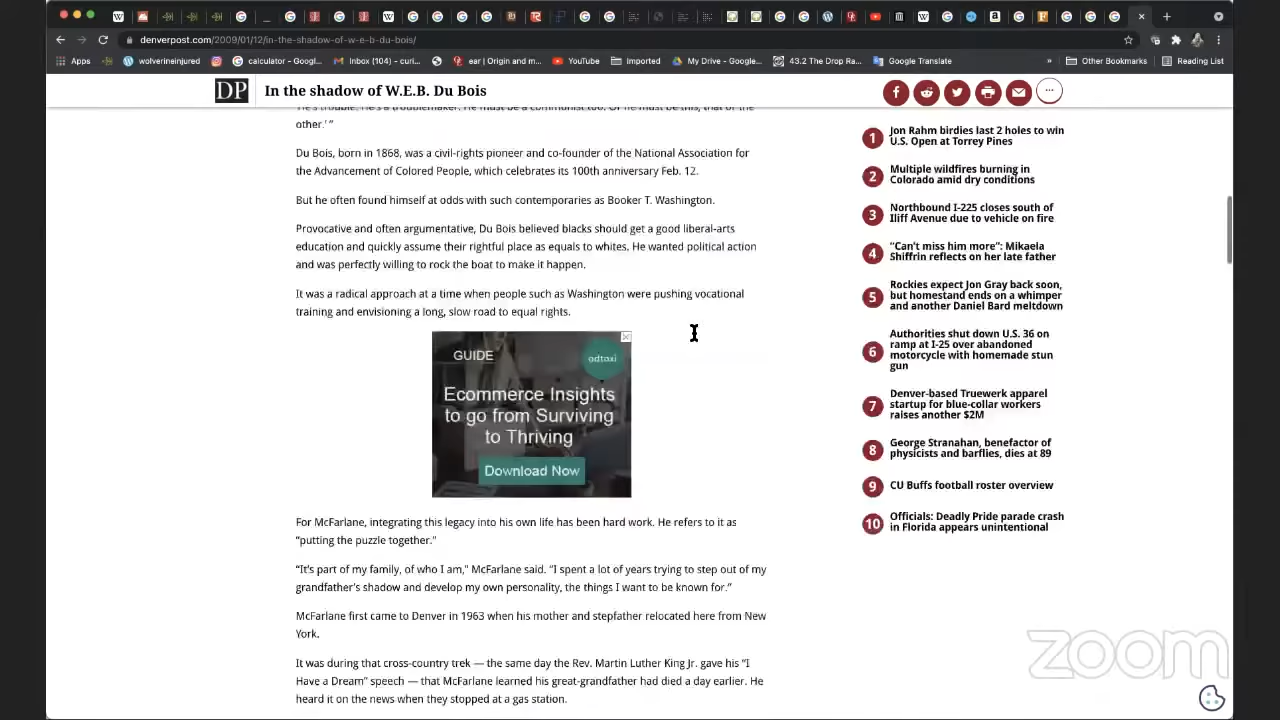 denverpost.com/2009/01/12/in-the-shadow-of-w-e-b-du-bois/
Apps
wolverineinjured
calculator - Googl...
Inbox (104) - curi...
ear | Origin and m...
YouTube
Imported
My Drive - Google...
43.2 The Drop Ra...
Google Translate
»
Other Bookmarks
Reading List
DP
In the shadow of W.E.B. Du Bois
'He's trouble. He's a troublemaker. He must be a communist too. Or he must be this, that or the
other.' ”
Du Bois, born in 1868, was a civil-rights pioneer and co-founder of the National Association for
the Advancement of Colored People, which celebrates its 100th anniversary Feb. 12.
But he often found himself at odds with such contemporaries as Booker T. Washington.
Provocative and often argumentative, Du Bois believed blacks should get a good liberal-arts
education and quickly assume their rightful place as equals to whites. He wanted political action
and was perfectly willing to rock the boat to make it happen.
It was a radical approach at a time when people such as Washington were pushing vocational
training and envisioning a long, slow road to equal rights.
GUIDE
adtaxi
Ecommerce Insights
to go from Surviving
to Thriving
Download Now
For McFarlane, integrating this legacy into his own life has been hard work. He refers to it as
“putting the puzzle together.”
“It's part of my family, of who I am,” McFarlane said. “I spent a lot of years trying to step out of my
grandfather's shadow and develop my own personality, the things I want to be known for.”
McFarlane first came to Denver in 1963 when his mother and stepfather relocated here from New
York.
It was during that cross-country trek — the same day the Rev. Martin Luther King Jr. gave his “I
Have a Dream” speech — that McFarlane learned his great-grandfather had died a day earlier. He
heard it on the news when they stopped at a gas station.
1
Jon Rahm birdies last 2 holes to win
U.S. Open at Torrey Pines
2
Multiple wildfires burning in
Colorado amid dry conditions
3
Northbound I-225 closes south of
Iliff Avenue due to vehicle on fire
4
“Can't miss him more”: Mikaela
Shiffrin reflects on her late father
5
Rockies expect Jon Gray back soon,
but homestand ends on a whimper
and another Daniel Bard meltdown
6
Authorities shut down U.S. 36 on
ramp at I-25 over abandoned
motorcycle with homemade stun
gun
7
Denver-based Truewerk apparel
startup for blue-collar workers
raises another $2M
8
George Stranahan, benefactor of
physicists and barflies, dies at 89
9
CU Buffs football roster overview
10
Officials: Deadly Pride parade crash
in Florida appears unintentional
zoom